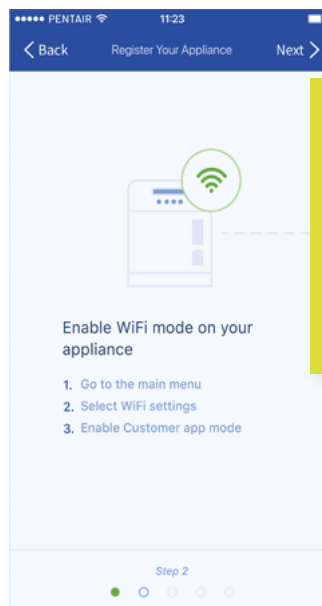 PENTAIR 11:23
Back Register Your Appliance Next
Enable WiFi mode on your
appliance
1. Go to the main menu
2. Select WiFi settings
3. Enable Customer app mode
Step 2